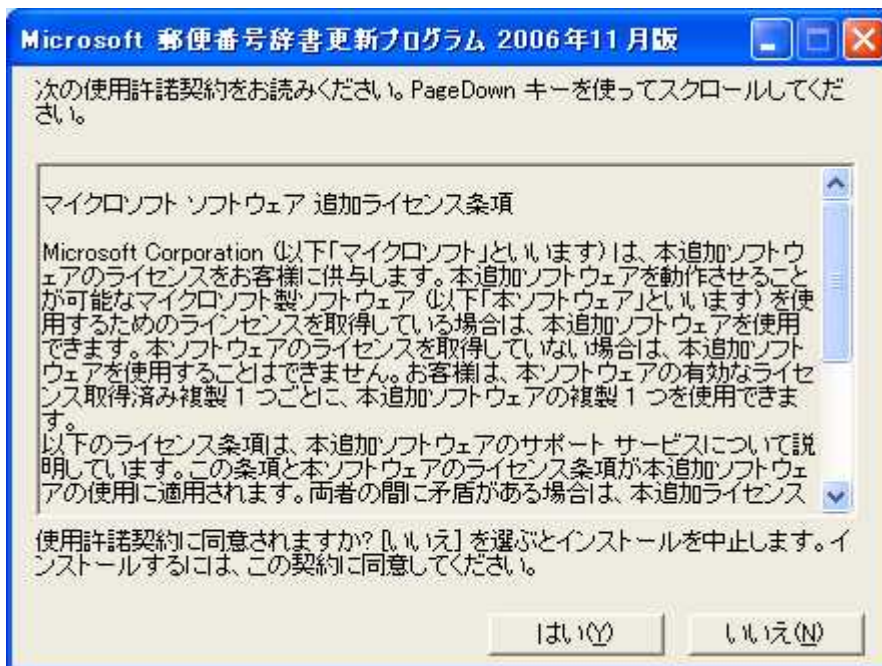 Microsoft 郵便番号辞書更新プログラム 2006年11月版
次の使用許諾契約をお読みください。PageDown キーを使ってスクロールしてくだ
さい。
マイクロソフト ソフトウェア 追加ライセンス条項
Microsoft Corporation (以下「マイクロソフト」といいます) は、本追加ソフトウ
ェアのライセンスをお客様に供与します。本追加ソフトウェアを動作させること
が可能なマイクロソフト製ソフトウェア (以下「本ソフトウェア」といいます) を使
用するためのラインセンスを取得している場合は、本追加ソフトウェアを使用
できます。本ソフトウェアのライセンスを取得していない場合は、本追加ソフト
ウェアを使用することはできません。お客様は、本ソフトウェアの有効なライセ
ンス取得済み複製 1 つごとに、本追加ソフトウェアの複製 1 つを使用できま
す。
以下のライセンス条項は、本追加ソフトウェアのサポート サービスについて説
明しています。この条項と本ソフトウェアのライセンス条項が本追加ソフトウェ
アの使用に適用されます。両者の間に矛盾がある場合は、本追加ライセンス
使用許諾契約に同意されますか? [いいえ] を選ぶとインストールを中止します。イ
ンストールするには、この契約に同意してください。
はい(Y) いいえ(N)